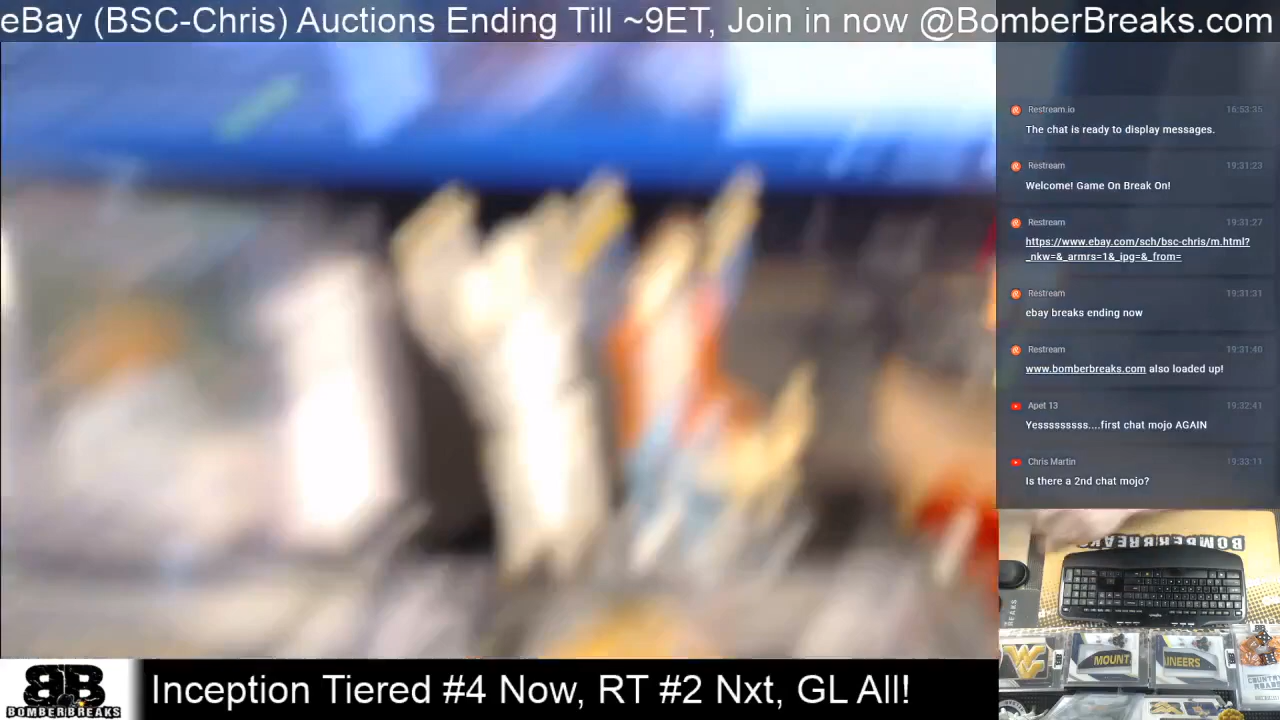 eBay (BSC-Chris) Auctions Ending Till ~9ET, Join in now @BomberBreaks.com
Restream.io 16:53:35
The chat is ready to display messages.
Restream 19:31:23
Welcome! Game On Break On!
Restream 19:31:27
https://www.ebay.com/sch/bsc-chris/m.html?
_nkw=&_armrs=1&_ipg=&_from=
Restream 19:31:31
ebay breaks ending now
Restream 19:31:40
www.bomberbreaks.com also loaded up!
Apet 13 19:32:41
Yesssssssss....first chat mojo AGAIN
Chris Martin 19:33:11
Is there a 2nd chat mojo?
BOMBERBREAKS
MOUNT
INEERS
COUNTRY
ROADS
BB
BOMBERBREAKS
Inception Tiered #4 Now, RT #2 Nxt, GL All!